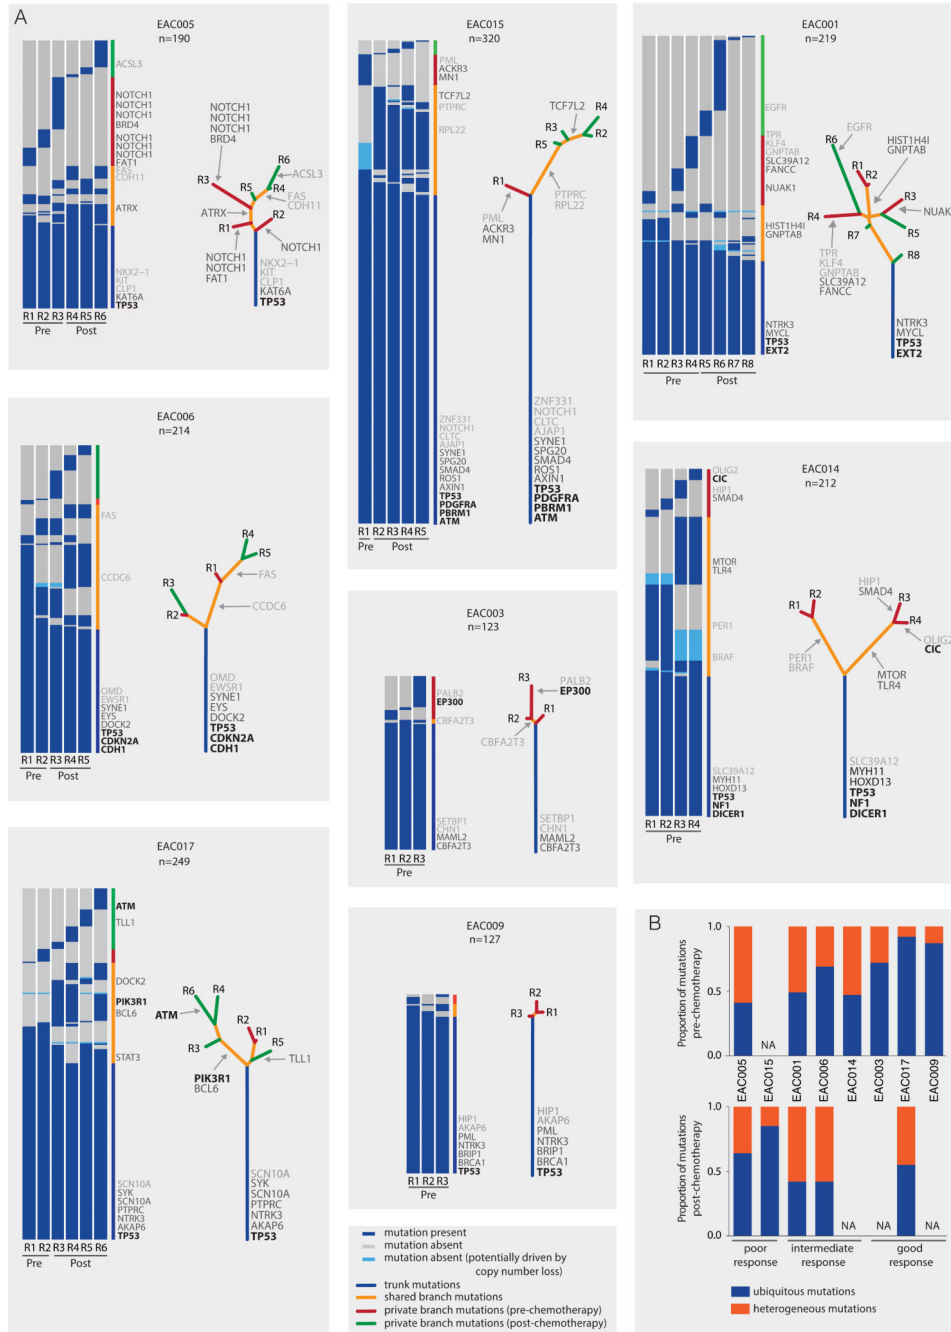 A
EAC005
n=190
ACSL3
NOTCH1
NOTCH1
NOTCH1
BRD4
NOTCH1
NOTCH1
NOTCH1
FAT1
FAS
CDH11
ATRX
NKX2−1
KIT
CLP1
KAT6A
TP53
R1 R2 R3 R4 R5 R6
Pre Post
NOTCH1
NOTCH1
NOTCH1
BRD4
R6
R3
R5
R4
ACSL3
FAS
CDH11
ATRX
R2
R1
NOTCH1
NOTCH1
NOTCH1
FAT1
NKX2−1
KIT
CLP1
KAT6A
TP53
EAC015
n=320
PML
ACKR3
MN1
TCF7L2
PTPRC
RPL22
ZNF331
NOTCH1
CLTC
AJAP1
SYNE1
SPG20
SMAD4
ROS1
AXIN1
TP53
PDGFRA
PBRM1
ATM
R1 R2 R3 R4 R5
Pre Post
TCF7L2
R4
R3
R2
R5
R1
PTPRC
RPL22
PML
ACKR3
MN1
ZNF331
NOTCH1
CLTC
AJAP1
SYNE1
SPG20
SMAD4
ROS1
AXIN1
TP53
PDGFRA
PBRM1
ATM
EAC001
n=219
EGFR
TPR
KLF4
GNPTAB
SLC39A12
FANCC
NUAK1
HIST1H4I
GNPTAB
NTRK3
MYCL
TP53
EXT2
R1 R2 R3 R4 R5 R6 R7 R8
Pre Post
EGFR
R6
HIST1H4I
GNPTAB
R1
R2
R3
NUAK
R4
R5
R7
R8
TPR
KLF4
GNPTAB
SLC39A12
FANCC
NTRK3
MYCL
TP53
EXT2
EAC006
n=214
FAS
CCDC6
OMD
EWSR1
SYNE1
EYS
DOCK2
TP53
CDKN2A
CDH1
R1 R2 R3 R4 R5
Pre Post
R4
R5
R1
FAS
R3
CCDC6
R2
OMD
EWSR1
SYNE1
EYS
DOCK2
TP53
CDKN2A
CDH1
EAC003
n=123
PALB2
EP300
CBFA2T3
SETBP1
CHN1
MAML2
CBFA2T3
R1 R2 R3
Pre
R3
PALB2
EP300
R1
R2
CBFA2T3
SETBP1
CHN1
MAML2
CBFA2T3
EAC014
n=212
OLIG2
CIC
HIP1
SMAD4
MTOR
TLR4
PER1
BRAF
SLC39A12
MYH11
HOXD13
TP53
NF1
DICER1
R1 R2 R3 R4
Pre
HIP1
SMAD4
R2
R1
R3
R4
OLIG2
CIC
PER1
BRAF
MTOR
TLR4
SLC39A12
MYH11
HOXD13
TP53
NF1
DICER1
EAC017
n=249
ATM
TLL1
DOCK2
PIK3R1
BCL6
STAT3
SCN10A
SYK
SCN10A
PTPRC
NTRK3
AKAP6
TP53
R1 R2 R3 R4 R5 R6
Pre Post
R6
R4
ATM
R2
R1
R3
R5
TLL1
PIK3R1
BCL6
SCN10A
SYK
SCN10A
PTPRC
NTRK3
AKAP6
TP53
EAC009
n=127
HIP1
AKAP6
PML
NTRK3
BRIP1
BRCA1
TP53
R1 R2 R3
Pre
R2
R3
R1
HIP1
AKAP6
PML
NTRK3
BRIP1
BRCA1
TP53
mutation present
mutation absent
mutation absent (potentially driven by
copy number loss)
trunk mutations
shared branch mutations
private branch mutations (pre-chemotherapy)
private branch mutations (post-chemotherapy)
B
Proportion of mutations
pre-chemotherapy
1.0
0.5
0.0
NA
EAC005 EAC015 EAC001 EAC006 EAC014 EAC003 EAC017 EAC009
Proportion of mutations
post-chemotherapy
1.0
0.5
0.0
NA NA NA
poor
response
intermediate
response
good
response
ubiquitous mutations
heterogeneous mutations